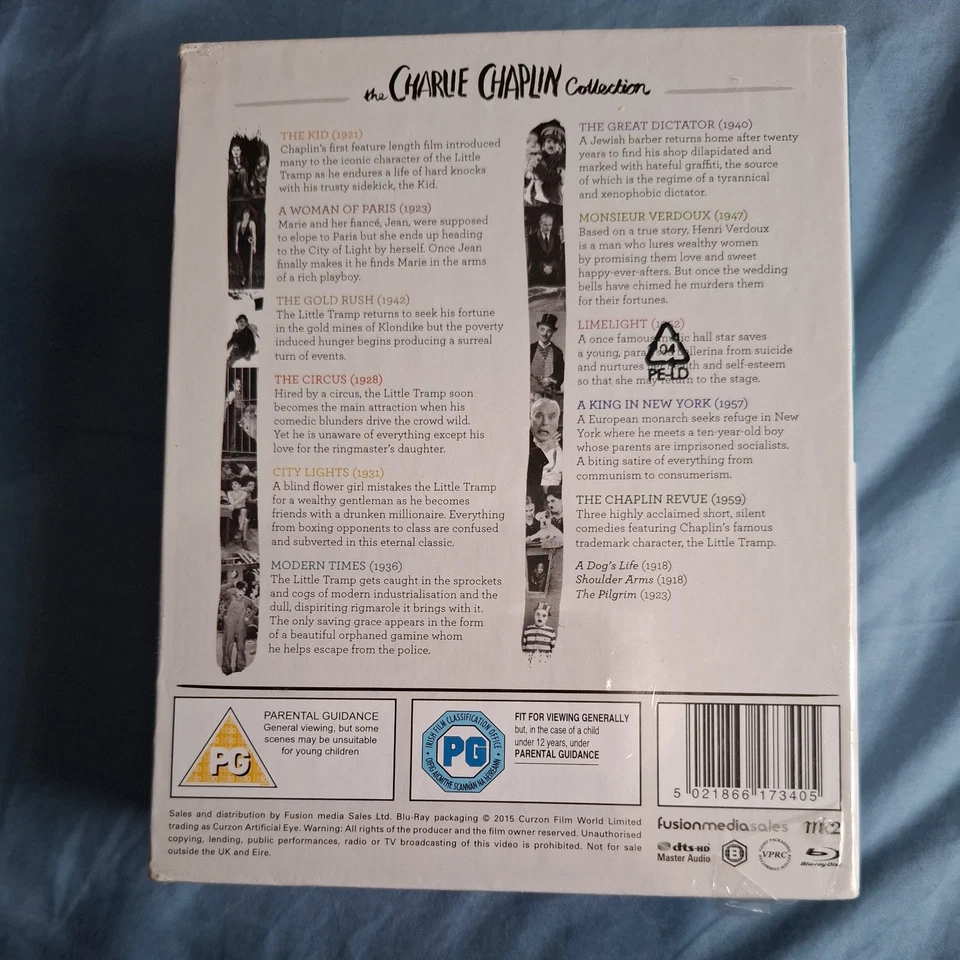 the CHARLIE CHAPLIN Collection
THE KID (1921)
Chaplin's first feature length film introduced
many to the iconic character of the Little
Tramp as he endures a life of hard knocks
with his trusty sidekick, the Kid.
A WOMAN OF PARIS (1923)
Marie and her fiancé, Jean, were supposed
to elope to Paris but she ends up heading
to the City of Light by herself. Once Jean
finally makes it he finds Marie in the arms
of a rich playboy.
THE GOLD RUSH (1942)
The Little Tramp returns to seek his fortune
in the gold mines of Klondike but the poverty
induced hunger begins producing a surreal
turn of events.
THE CIRCUS (1928)
Hired by a circus, the Little Tramp soon
becomes the main attraction when his
comedic blunders drive the crowd wild.
Yet he is unaware of everything except his
love for the ringmaster's daughter.
CITY LIGHTS (1931)
A blind flower girl mistakes the Little Tramp
for a wealthy gentleman as he becomes
friends with a drunken millionaire. Everything
from boxing opponents to class are confused
and subverted in this eternal classic.
MODERN TIMES (1936)
The Little Tramp gets caught in the sprockets
and cogs of modern industrialisation and the
dull, dispiriting rigmarole it brings with it.
The only saving grace appears in the form
of a beautiful orphaned gamine whom
he helps escape from the police.
THE GREAT DICTATOR (1940)
A Jewish barber returns home after twenty
years to find his shop dilapidated and
marked with hateful graffiti, the source
of which is the regime of a tyrannical
and xenophobic dictator.
MONSIEUR VERDOUX (1947)
Based on a true story, Henri Verdoux
is a man who lures wealthy women
by promising them love and sweet
happy-ever-afters. But once the wedding
bells have chimed he murders them
for their fortunes.
LIMELIGHT (1952)
A once famous music hall star saves
a young, ballerina from suicide
and nurtures and self-esteem
so that she may return to the stage.
04
PE-LD
A KING IN NEW YORK (1957)
A European monarch seeks refuge in New
York where he meets a ten-year-old boy
whose parents are imprisoned socialists.
A biting satire of everything from
communism to consumerism.
THE CHAPLIN REVUE (1959)
Three highly acclaimed short, silent
comedies featuring Chaplin's famous
trademark character, the Little Tramp.
A Dog's Life (1918)
Shoulder Arms (1918)
The Pilgrim (1923)
PG
PARENTAL GUIDANCE
General viewing, but some
scenes may be unsuitable
for young children
IRISH FILM CLASSIFICATION OFFICE
PG
OIFIG AICMITHE SCANNÁN NA hÉIREANN
FIT FOR VIEWING GENERALLY
but, in the case of a child
under 12 years, under
PARENTAL GUIDANCE
5 021866 173405
Sales and distribution by Fusion media Sales Ltd. Blu-Ray packaging © 2015 Curzon Film World Limited
trading as Curzon Artificial Eye. Warning: All rights of the producer and the film owner reserved. Unauthorised
copying, lending, public performances, radio or TV broadcasting of this video is prohibited. Not for sale
outside the UK and Eire.
fusionmediasales mk2
dts-HD
Master Audio
B
VPRC
Blu-ray Disc